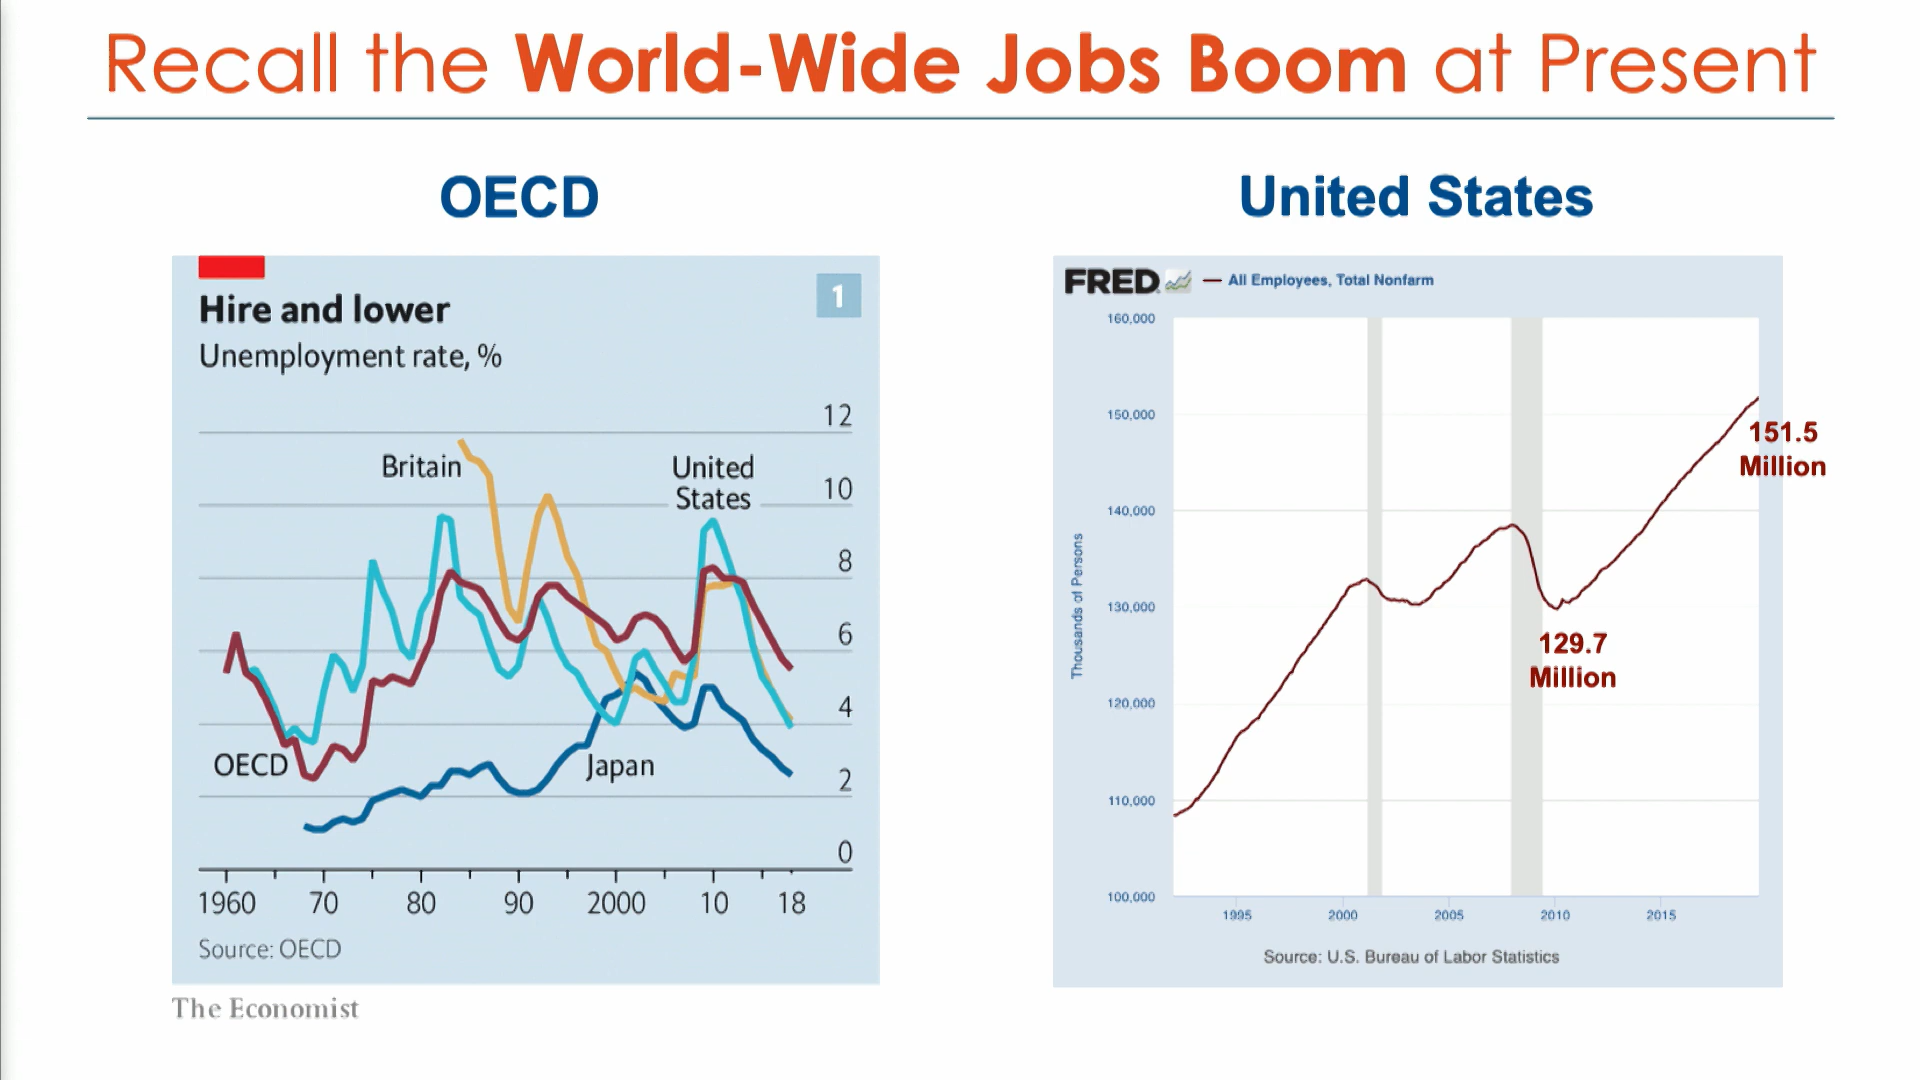 Recall the World-Wide Jobs Boom at Present
OECD
Hire and lower
1
Unemployment rate, %
12
10
8
6
4
2
0
Britain
United
States
OECD
Japan
1960 70 80 90 2000 10 18
Source: OECD
The Economist
United States
FRED — All Employees, Total Nonfarm
160,000
150,000
140,000
130,000
120,000
110,000
100,000
Thousands of Persons
151.5
Million
129.7
Million
1995 2000 2005 2010 2015
Source: U.S. Bureau of Labor Statistics